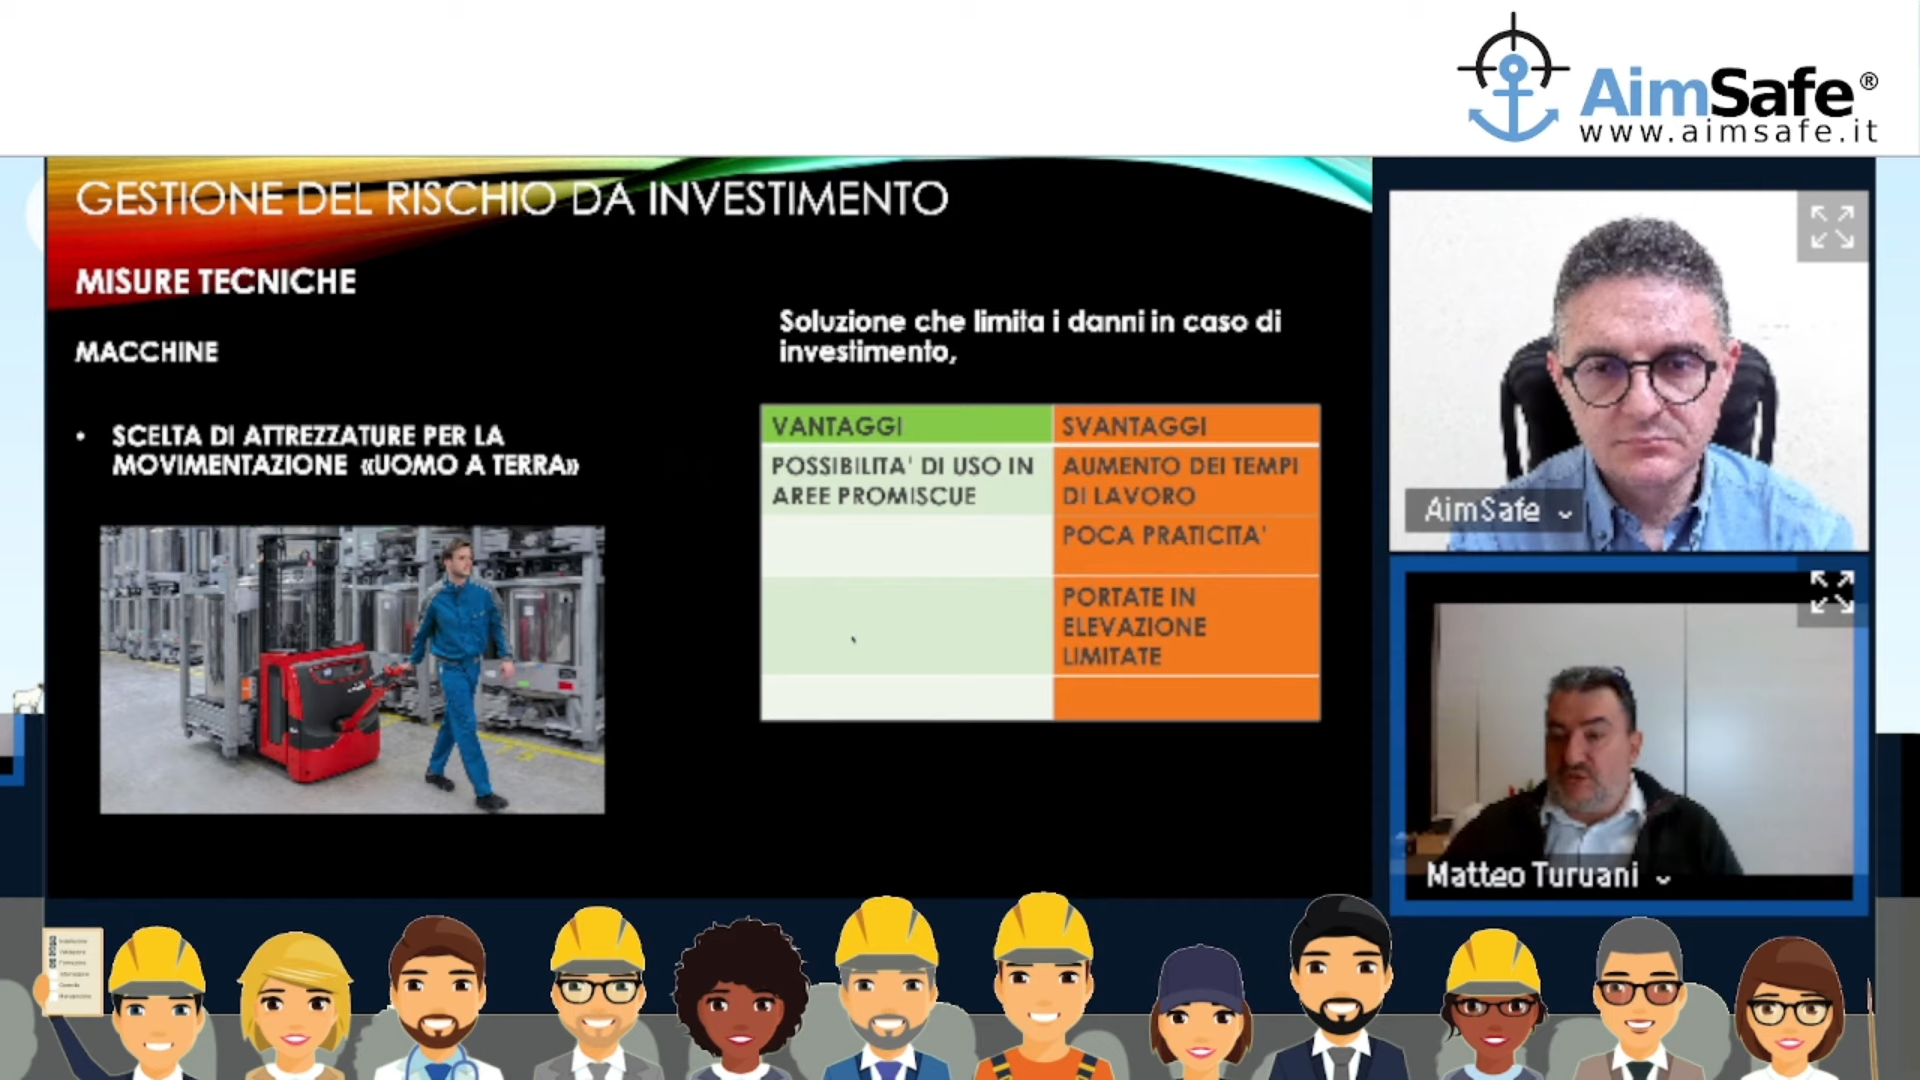 AimSafe®
www.aimsafe.it
GESTIONE DEL RISCHIO DA INVESTIMENTO
MISURE TECNICHE
MACCHINE
• SCELTA DI ATTREZZATURE PER LA
MOVIMENTAZIONE «UOMO A TERRA»
Soluzione che limita i danni in caso di
investimento,
VANTAGGI
SVANTAGGI
POSSIBILITA' DI USO IN
AREE PROMISCUE
AUMENTO DEI TEMPI
DI LAVORO
POCA PRATICITA'
PORTATE IN
ELEVAZIONE
LIMITATE
AimSafe
Matteo Turuani